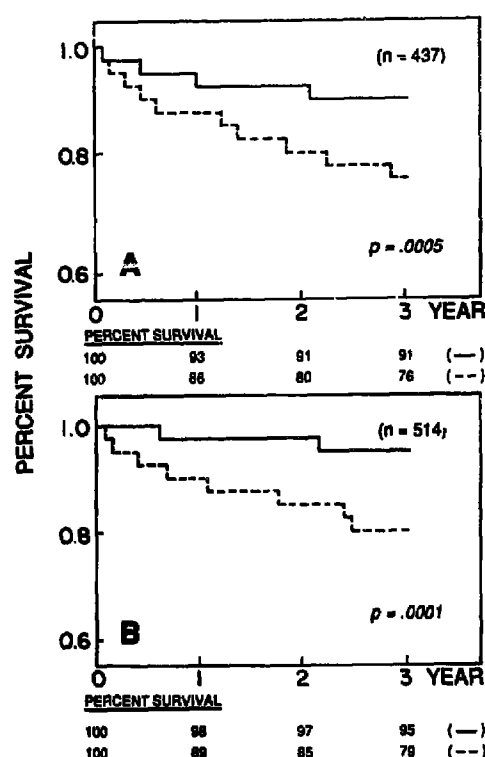 PERCENT SURVIVAL
1.0
(n = 437)
0.8
p = .0005
0.6
A
0 1 2 3 YEAR
PERCENT SURVIVAL
100 93 91 91 (—)
100 86 80 76 (--)
1.0
(n = 514)
0.8
p = .0001
0.6
B
0 1 2 3 YEAR
PERCENT SURVIVAL
100 98 97 95 (—)
100 89 85 79 (--)